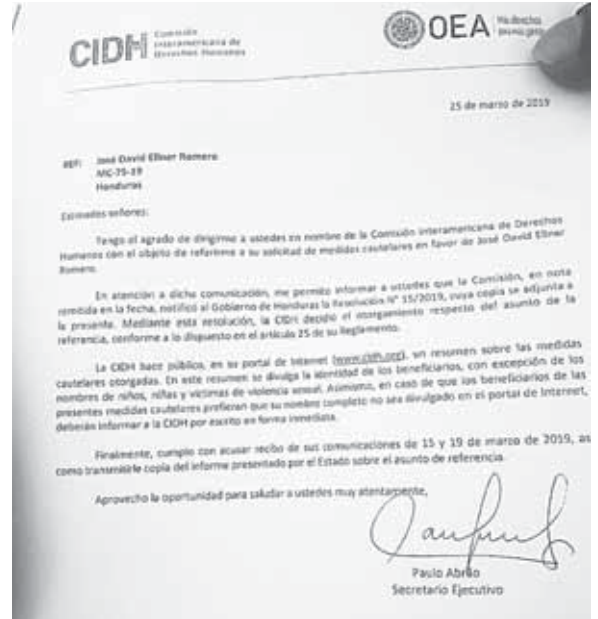 CIDH Comisión
Interamericana de
Derechos Humanos
OEA Más derechos
25 de marzo de 2019
REF: José David Ellner Romero
MC-75-19
Honduras
Estimados señores:
Tengo el agrado de dirigirme a ustedes en nombre de la Comisión Interamericana de Derechos
Humanos con el objeto de referirme a su solicitud de medidas cautelares en favor de José David Ellner
Romero.
En atención a dicha comunicación, me permito informar a ustedes que la Comisión, en nota
remitida en la fecha, notificó al Gobierno de Honduras la Resolución N° 15/2019, cuya copia se adjunta a
la presente. Mediante esta resolución, la CIDH decidió el otorgamiento respecto del asunto de la
referencia, conforme a lo dispuesto en el artículo 25 de su Reglamento.
La CIDH hace público, en su portal de Internet (www.cidh.org), un resumen sobre las medidas
cautelares otorgadas. En este resumen se divulga la identidad de los beneficiarios, con excepción de los
nombres de niños, niñas y víctimas de violencia sexual. Asimismo, en caso de que los beneficiarios de las
presentes medidas cautelares prefieran que su nombre completo no sea divulgado en el portal de Internet,
deberán informar a la CIDH por escrito en forma inmediata.
Finalmente, cumplo con acusar recibo de sus comunicaciones de 15 y 19 de marzo de 2019, as
como transmitirle copia del informe presentado por el Estado sobre el asunto de referencia.
Aprovecho la oportunidad para saludar a ustedes muy atentamente,
Paulo Abrão
Secretario Ejecutivo